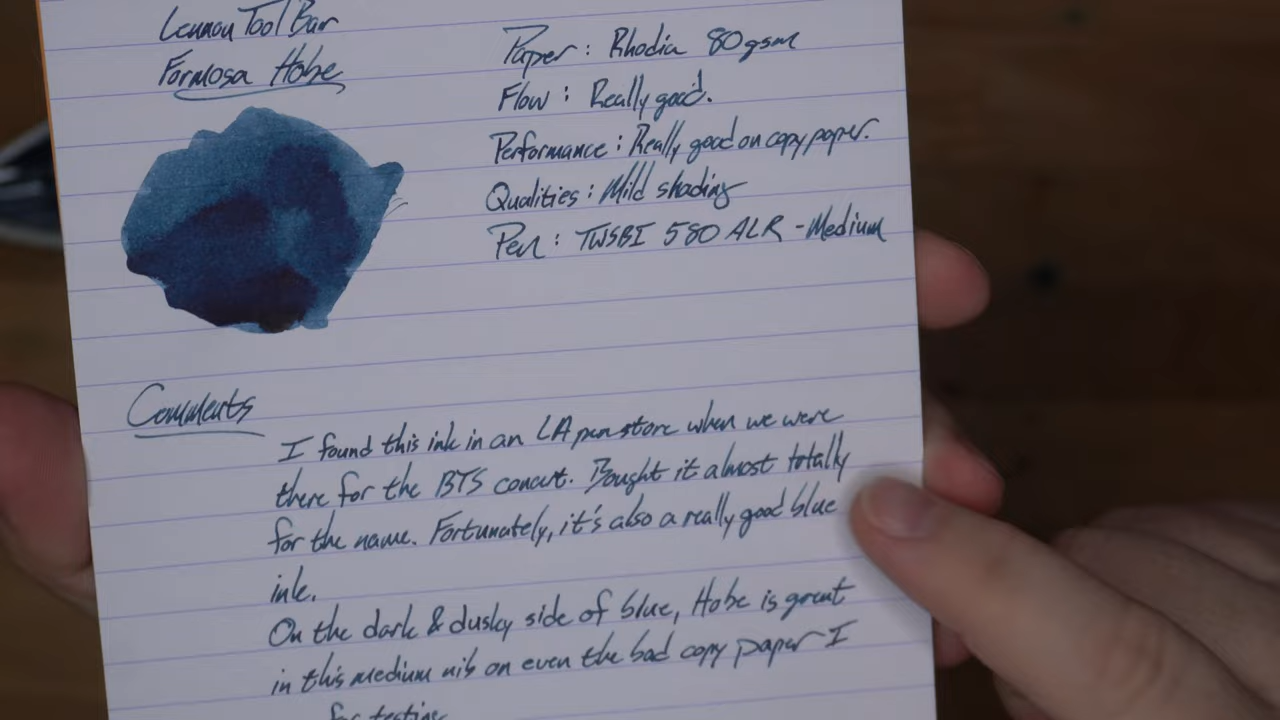 Lennon Tool Bar
Formosa Hobe
Paper: Rhodia 80gsm
Flow: Really good.
Performance: Really good on copy paper.
Qualities: Mild shading
Pen: TWSBI 580 ALR - Medium
Comments
I found this ink in an LA pen store when we were
there for the BTS concert. Bought it almost totally
for the name. Fortunately, it's also a really good blue
ink.
On the dark & dusky side of blue, Hobe is great
in this medium nib on even the bad copy paper I
for testing